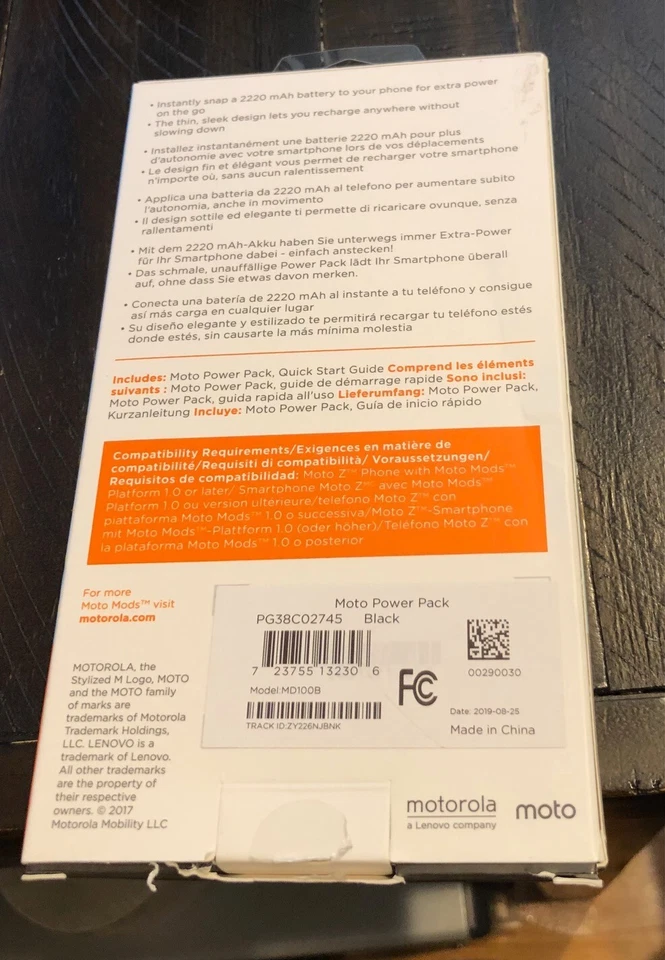 • Instantly snap a 2220 mAh battery to your phone for extra power
on the go
• The thin, sleek design lets you recharge anywhere without
slowing down
• Installez instantanément une batterie 2220 mAh pour plus
d'autonomie avec votre smartphone lors de vos déplacements
• Le design fin et élégant vous permet de recharger votre smartphone
n'importe où, sans aucun ralentissement
• Applica una batteria da 2220 mAh al telefono per aumentare subito
l'autonomia, anche in movimento
• Il design sottile ed elegante ti permette di ricaricare ovunque, senza
rallentamenti
• Mit dem 2220 mAh-Akku haben Sie unterwegs immer Extra-Power
für Ihr Smartphone dabei - einfach anstecken!
• Das schmale, unauffällige Power Pack lädt Ihr Smartphone überall
auf, ohne dass Sie etwas davon merken.
• Conecta una batería de 2220 mAh al instante a tu teléfono y consigue
así más carga en cualquier lugar
• Su diseño elegante y estilizado te permitirá recargar tu teléfono estés
donde estés, sin causarte la más mínima molestia
Includes: Moto Power Pack, Quick Start Guide Comprend les éléments
suivants : Moto Power Pack, guide de démarrage rapide Sono inclusi:
Moto Power Pack, guida rapida all'uso Lieferumfang: Moto Power Pack,
Kurzanleitung Incluye: Moto Power Pack, Guía de inicio rápido
Compatibility Requirements/Exigences en matière de
compatibilité/Requisiti di compatibilità/ Voraussetzungen/
Requisitos de compatibilidad: Moto Z™ Phone with Moto Mods™
Platform 1.0 or later/ Smartphone Moto Z™ avec Moto Mods™
Platform 1.0 ou version ultérieure/telefono Moto Z™ con
piattaforma Moto Mods™ 1.0 o successiva/Moto Z™-Smartphone
mit Moto Mods™-Plattform 1.0 (oder höher)/Teléfono Moto Z™ con
la plataforma Moto Mods™ 1.0 o posterior
For more
Moto Mods™ visit
motorola.com
MOTOROLA, the
Stylized M Logo, MOTO
and the MOTO family
of marks are
trademarks of Motorola
Trademark Holdings,
LLC. LENOVO is a
trademark of Lenovo.
All other trademarks
are the property of
their respective
owners. © 2017
Motorola Mobility LLC
Moto Power Pack
PG38C02745 Black
7 23755 13230 6
Model:MD100B
TRACK ID:ZY226NJBNK
FC
00290030
Date: 2019-08-25
Made in China
motorola
a Lenovo company
moto